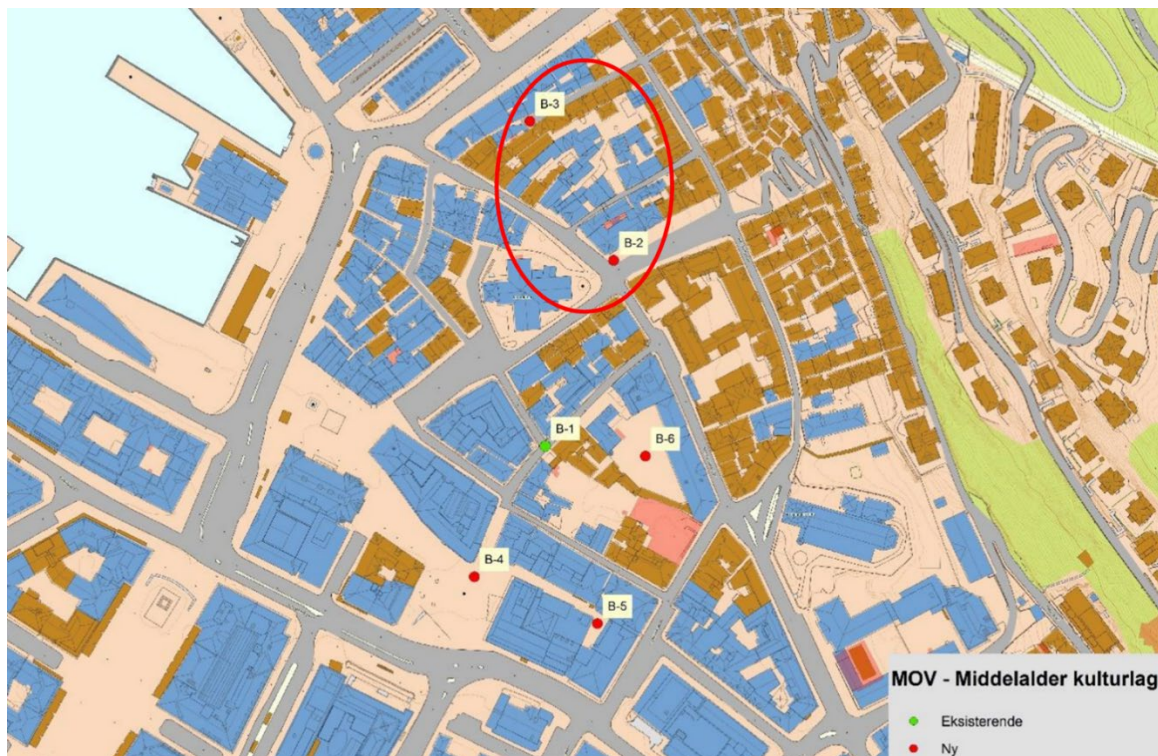 B-3
B-2
B-1
B-6
B-4
B-5
MOV - Middelalder kulturlag
Eksisterende
Ny